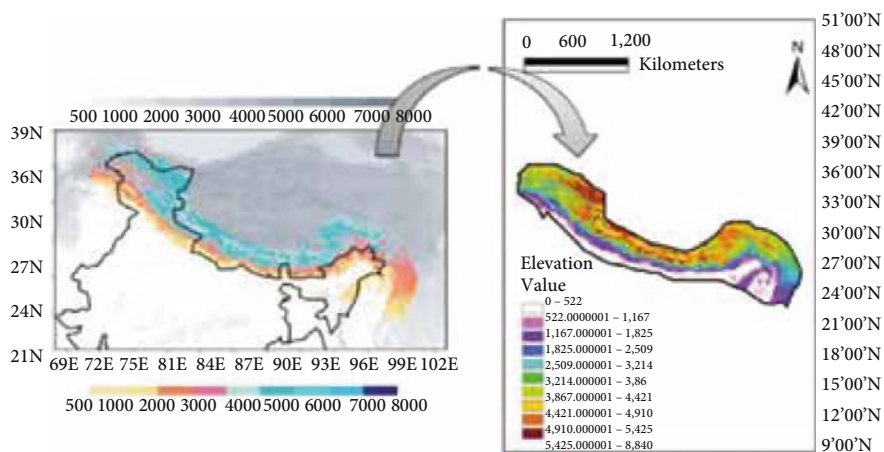 500 1000 2000 3000 4000 5000 6000 7000 8000
39N
36N
30N
27N
24N
21N
69E 72E 75E 81E 84E 87E 90E 93E 96E 99E 102E
500 1000 2000 3000 4000 5000 6000 7000 8000
0 600 1,200
Kilometers
N
Elevation
Value
0 – 522
522.0000001 – 1,167
1,167.000001 – 1,825
1,825.000001 – 2,509
2,509.000001 – 3,214
3,214.000001 – 3,86
3,867.000001 – 4,421
4,421.000001 – 4,910
4,910.000001 – 5,425
5,425.000001 – 8,840
51'00'N
48'00'N
45'00'N
42'00'N
39'00'N
36'00'N
33'00'N
30'00'N
27'00'N
24'00'N
21'00'N
18'00'N
15'00'N
12'00'N
9'00'N